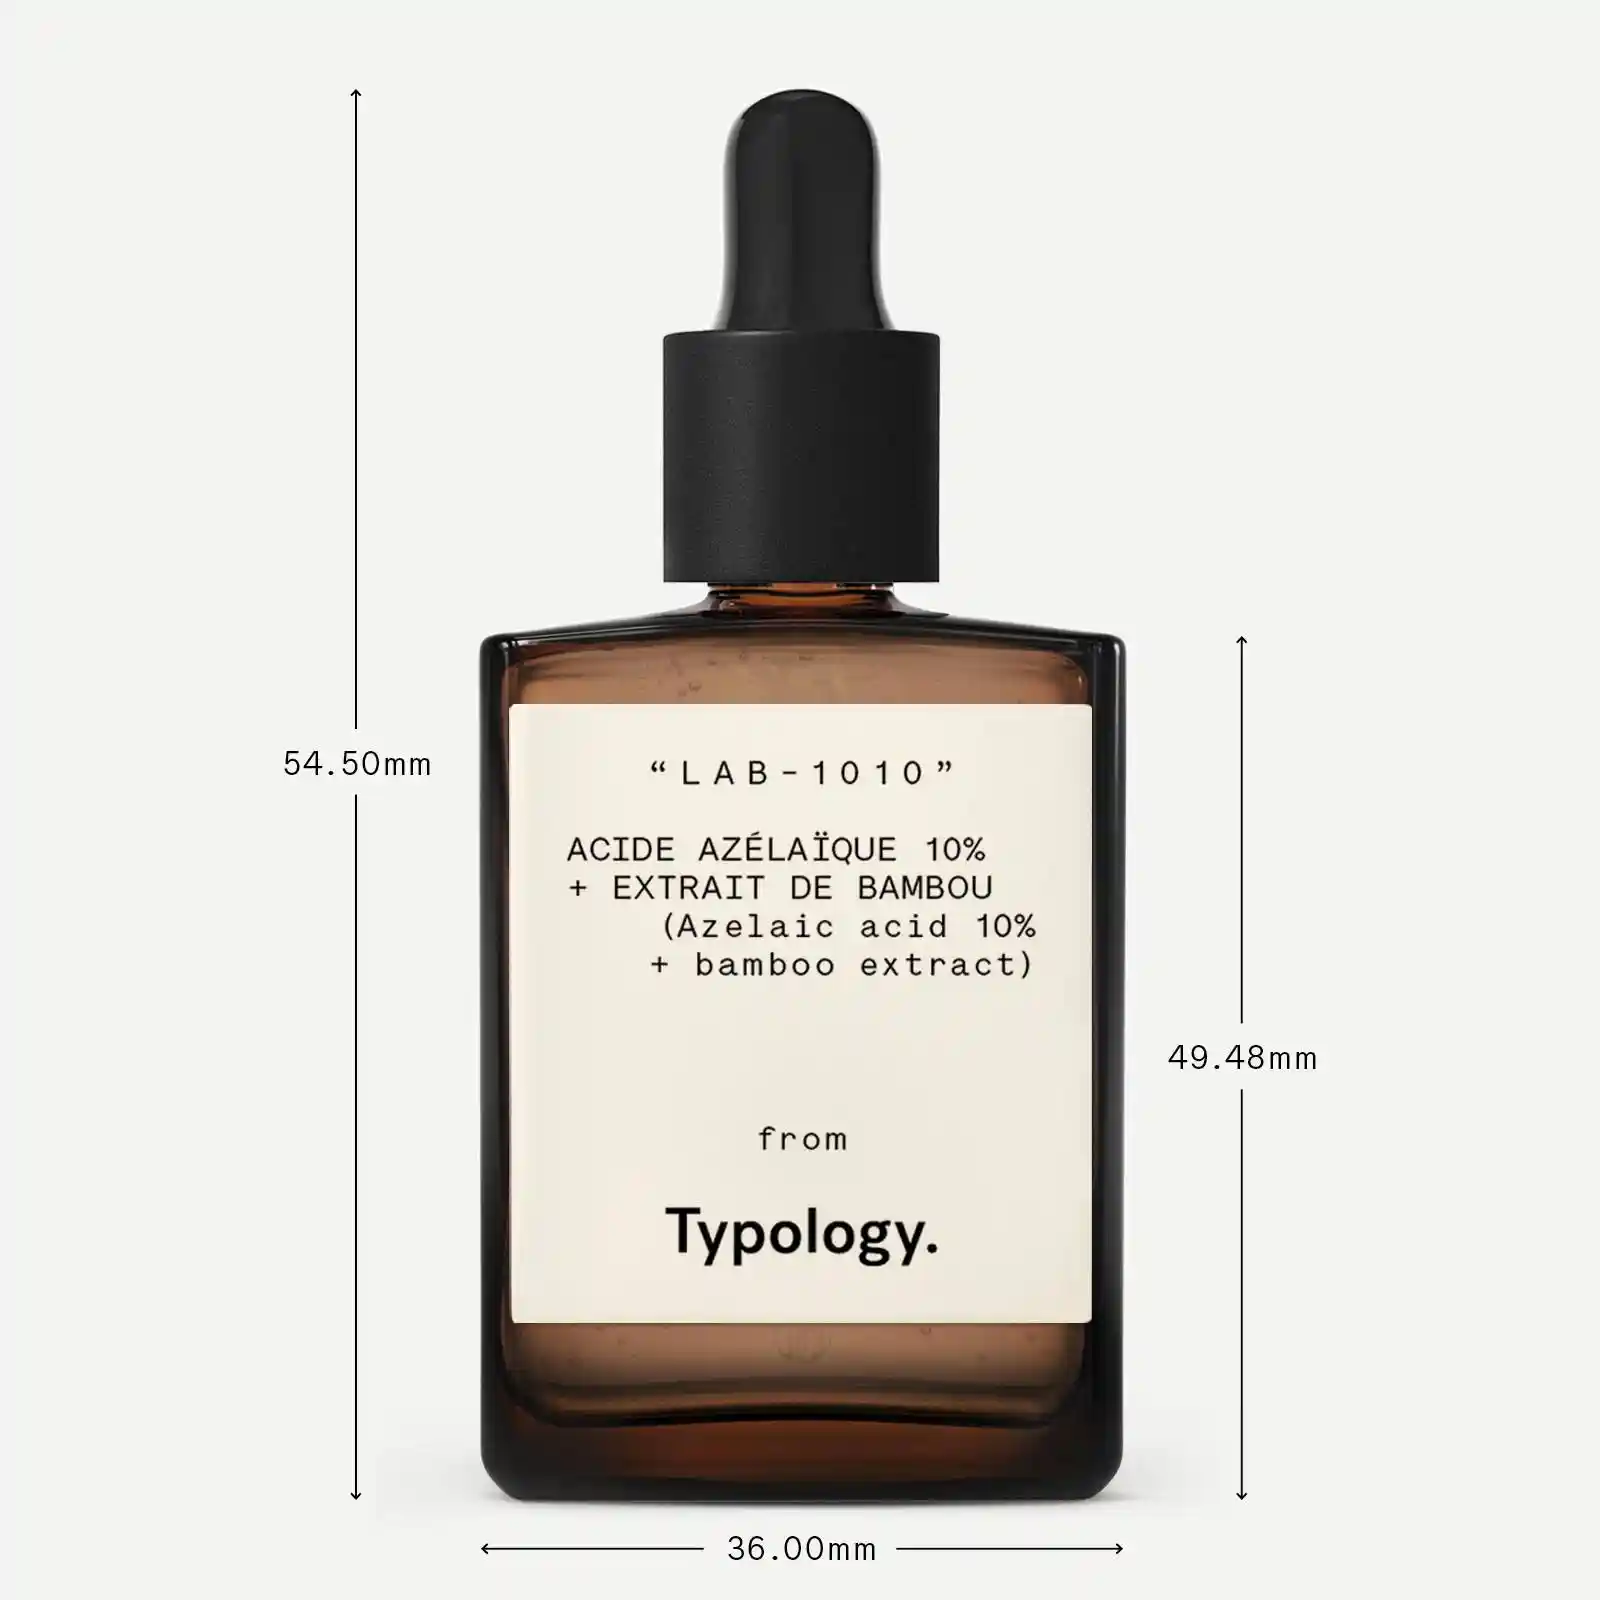 54.50mm
“LAB-1010”
ACIDE AZÉLAÏQUE 10%
+ EXTRAIT DE BAMBOU
(Azelaic acid 10%
+ bamboo extract)
49.48mm
from
Typology.
36.00mm